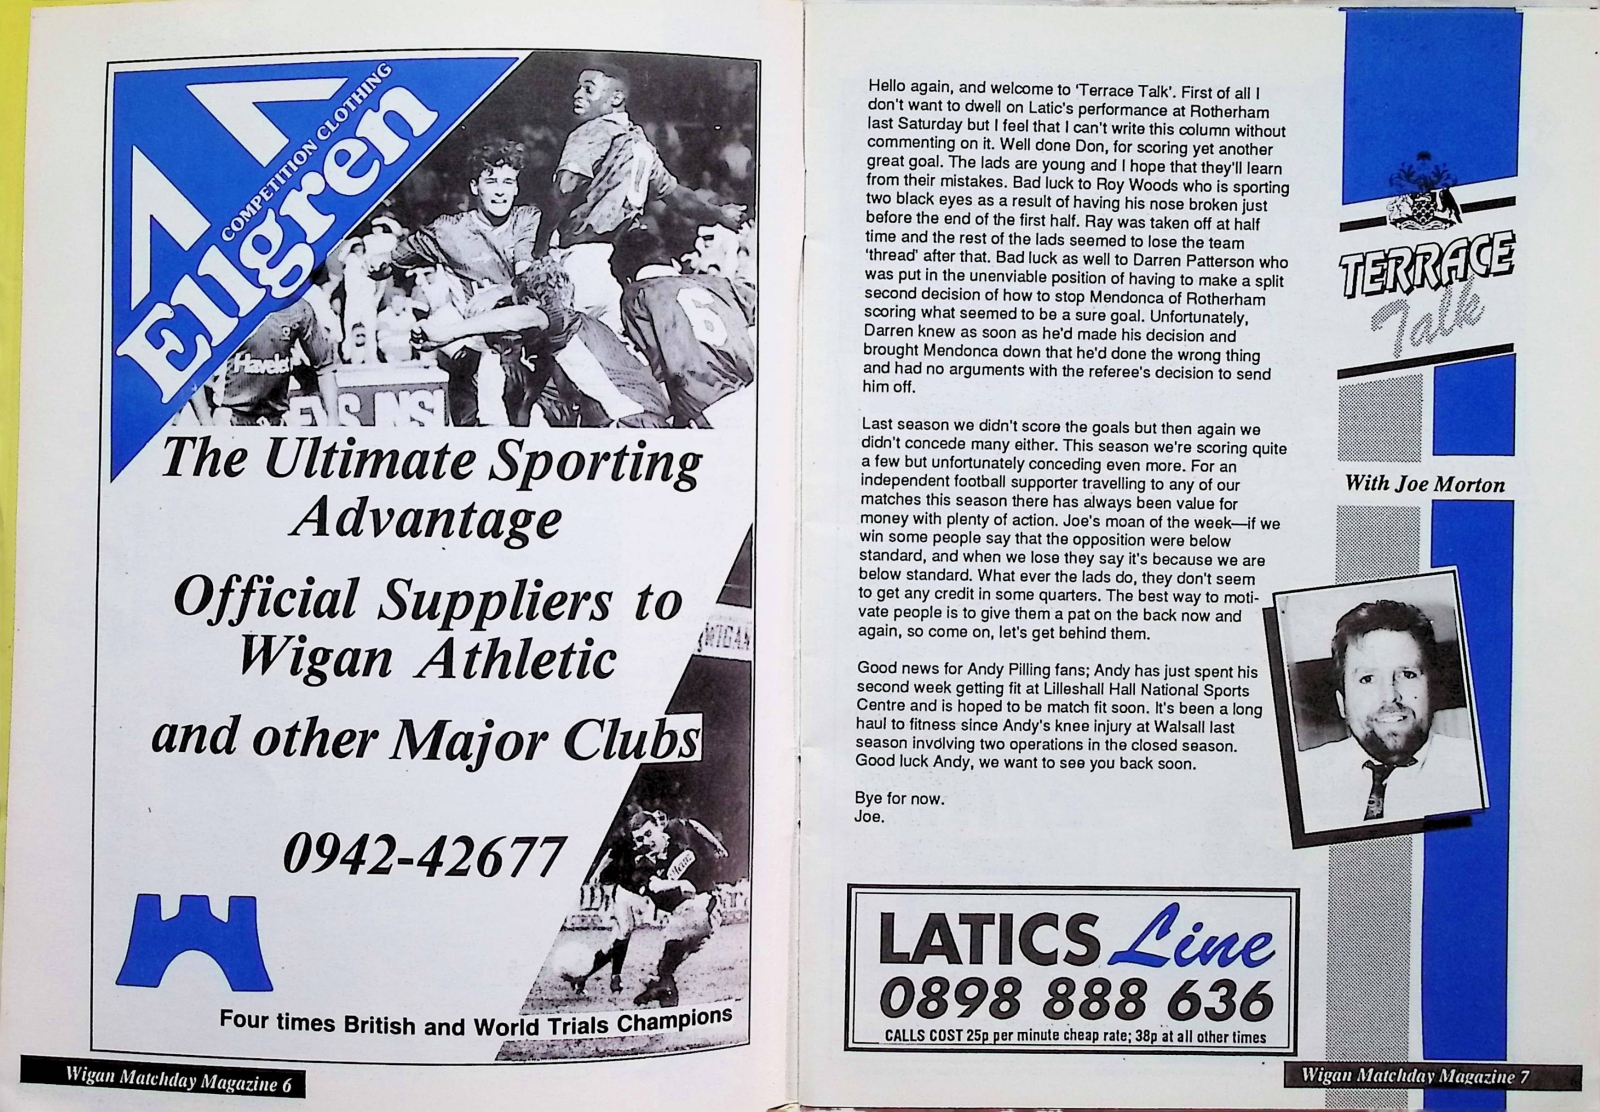 COMPETITION CLOTHING
Ellgren
Havelet
6
The Ultimate Sporting
Advantage
Official Suppliers to
Wigan Athletic
and other Major Clubs
WIGAN
0942-42677
Four times British and World Trials Champions
Wigan Matchday Magazine 6
Hello again, and welcome to 'Terrace Talk'. First of all I
don't want to dwell on Latic's performance at Rotherham
last Saturday but I feel that I can't write this column without
commenting on it. Well done Don, for scoring yet another
great goal. The lads are young and I hope that they'll learn
from their mistakes. Bad luck to Roy Woods who is sporting
two black eyes as a result of having his nose broken just
before the end of the first half. Ray was taken off at half
time and the rest of the lads seemed to lose the team
'thread' after that. Bad luck as well to Darren Patterson who
was put in the unenviable position of having to make a split
second decision of how to stop Mendonca of Rotherham
scoring what seemed to be a sure goal. Unfortunately,
Darren knew as soon as he'd made his decision and
brought Mendonca down that he'd done the wrong thing
and had no arguments with the referee's decision to send
him off.
Last season we didn't score the goals but then again we
didn't concede many either. This season we're scoring quite
a few but unfortunately conceding even more. For an
independent football supporter travelling to any of our
matches this season there has always been value for
money with plenty of action. Joe's moan of the week—if we
win some people say that the opposition were below
standard, and when we lose they say it's because we are
below standard. What ever the lads do, they don't seem
to get any credit in some quarters. The best way to moti-
vate people is to give them a pat on the back now and
again, so come on, let's get behind them.
Good news for Andy Pilling fans; Andy has just spent his
second week getting fit at Lilleshall Hall National Sports
Centre and is hoped to be match fit soon. It's been a long
haul to fitness since Andy's knee injury at Walsall last
season involving two operations in the closed season.
Good luck Andy, we want to see you back soon.
Bye for now.
Joe.
TERRACE
Talk
With Joe Morton
LATICS Line
0898 888 636
CALLS COST 25p per minute cheap rate; 38p at all other times
Wigan Matchday Magazine 7